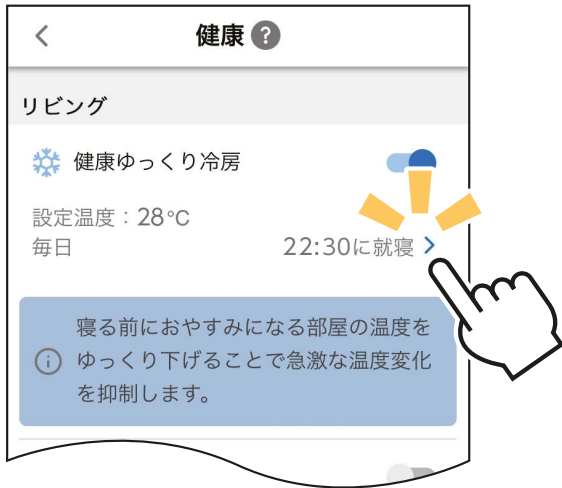 健康 ?
リビング
健康ゆっくり冷房
設定温度：28℃
毎日 22:30に就寝
寝る前におやすみになる部屋の温度を
ゆっくり下げることで急激な温度変化
を抑制します。